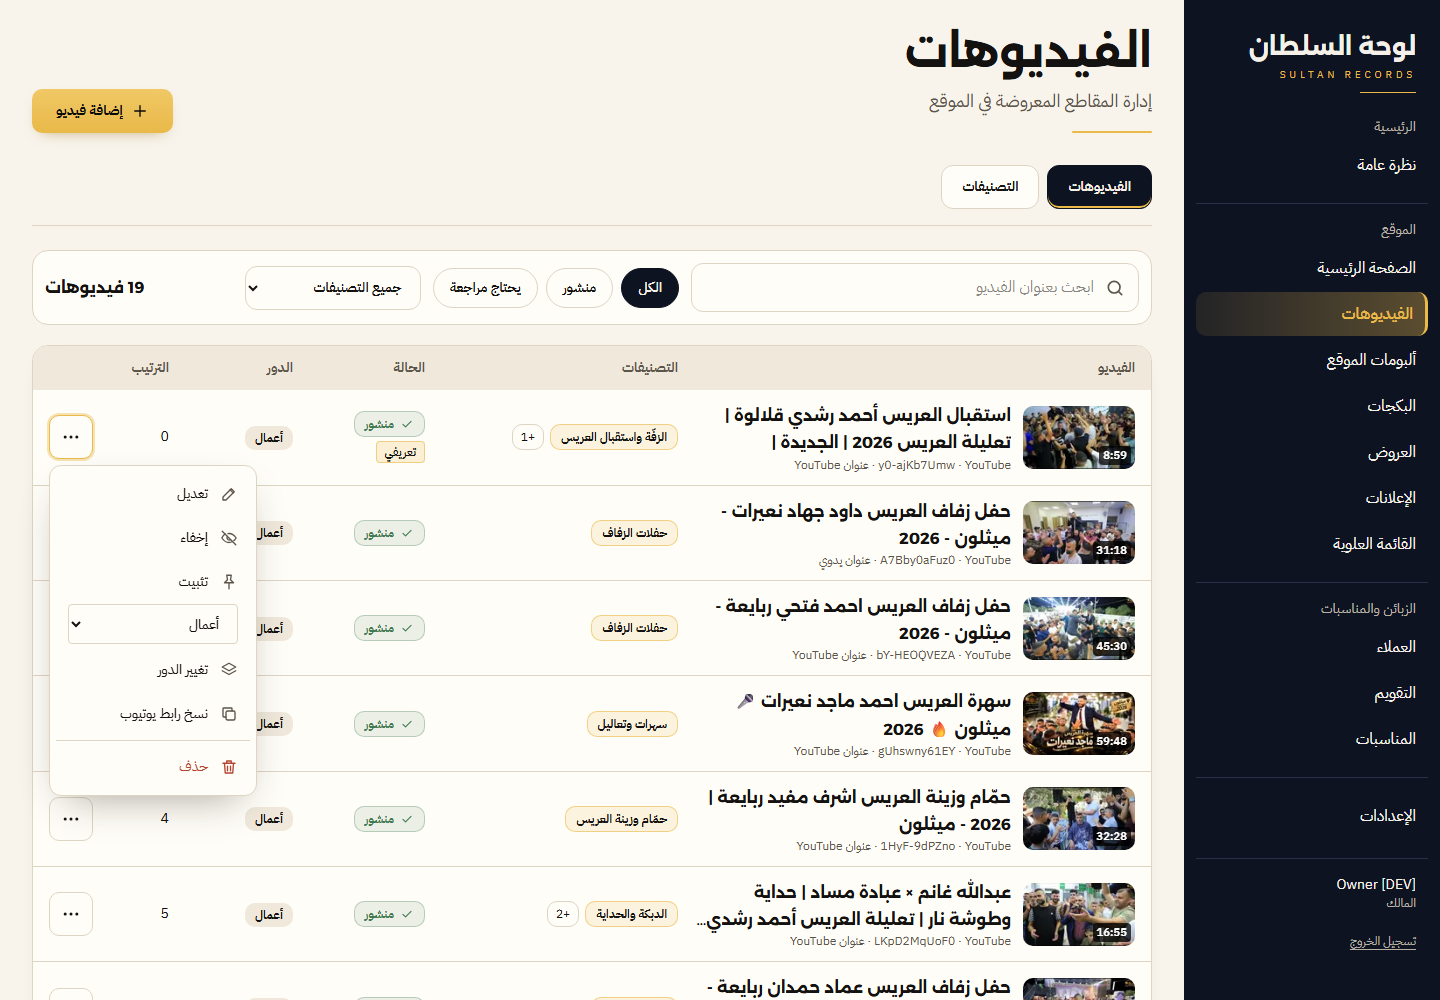 لوحة السلطان
SULTAN RECORDS
الرئيسية
نظرة عامة
الموقع
الصفحة الرئيسية
الفيديوهات
ألبومات الموقع
البكجات
العروض
الإعلانات
القائمة العلوية
الزبائن والمناسبات
العملاء
التقويم
المناسبات
الإعدادات
Owner [DEV]
المالك
تسجيل الخروج
الفيديوهات
إدارة المقاطع المعروضة في الموقع
إضافة فيديو
الفيديوهات
التصنيفات
ابحث بعنوان الفيديو
الكل
منشور
يحتاج مراجعة
جميع التصنيفات
19 فيديوهات
الفيديو التصنيفات الحالة الدور الترتيب
8:59
استقبال العريس أحمد رشدي قلالوة |
تعليلة العريس 2026 | الجديدة |
YouTube · y0-ajKb7Umw · عنوان YouTube
الزفّة واستقبال العريس
+1
منشور
تعريفي
أعمال
0
تعديل
إخفاء
تثبيت
أعمال
تغيير الدور
نسخ رابط يوتيوب
حذف
31:18
حفل زفاف العريس داود جهاد نعيرات -
ميثلون - 2026
YouTube · A7Bby0aFuz0 · عنوان يدوي
حفلات الزفاف
منشور
أعمال
45:30
حفل زفاف العريس احمد فتحي ربايعة -
ميثلون - 2026
YouTube · bY-HEOQVEZA · عنوان YouTube
حفلات الزفاف
منشور
أعمال
59:48
سهرة العريس احمد ماجد نعيرات 🎤
ميثلون 🔥 2026
YouTube · gUhswny61EY · عنوان YouTube
سهرات وتعاليل
منشور
أعمال
32:28
حمّام وزينة العريس اشرف مفيد ربايعة |
2026 - ميثلون
YouTube · 1HyF-9dPZno · عنوان YouTube
حمّام وزينة العريس
منشور
أعمال
4
16:55
عبدالله غانم × عبادة مساد | حداية
وطوشة نار | تعليلة العريس أحمد رشدي...
YouTube · LKpD2MqUoF0 · عنوان YouTube
الدبكة والحداية
+2
منشور
أعمال
5
حفل زفاف العريس عماد حمدان ربايعة -